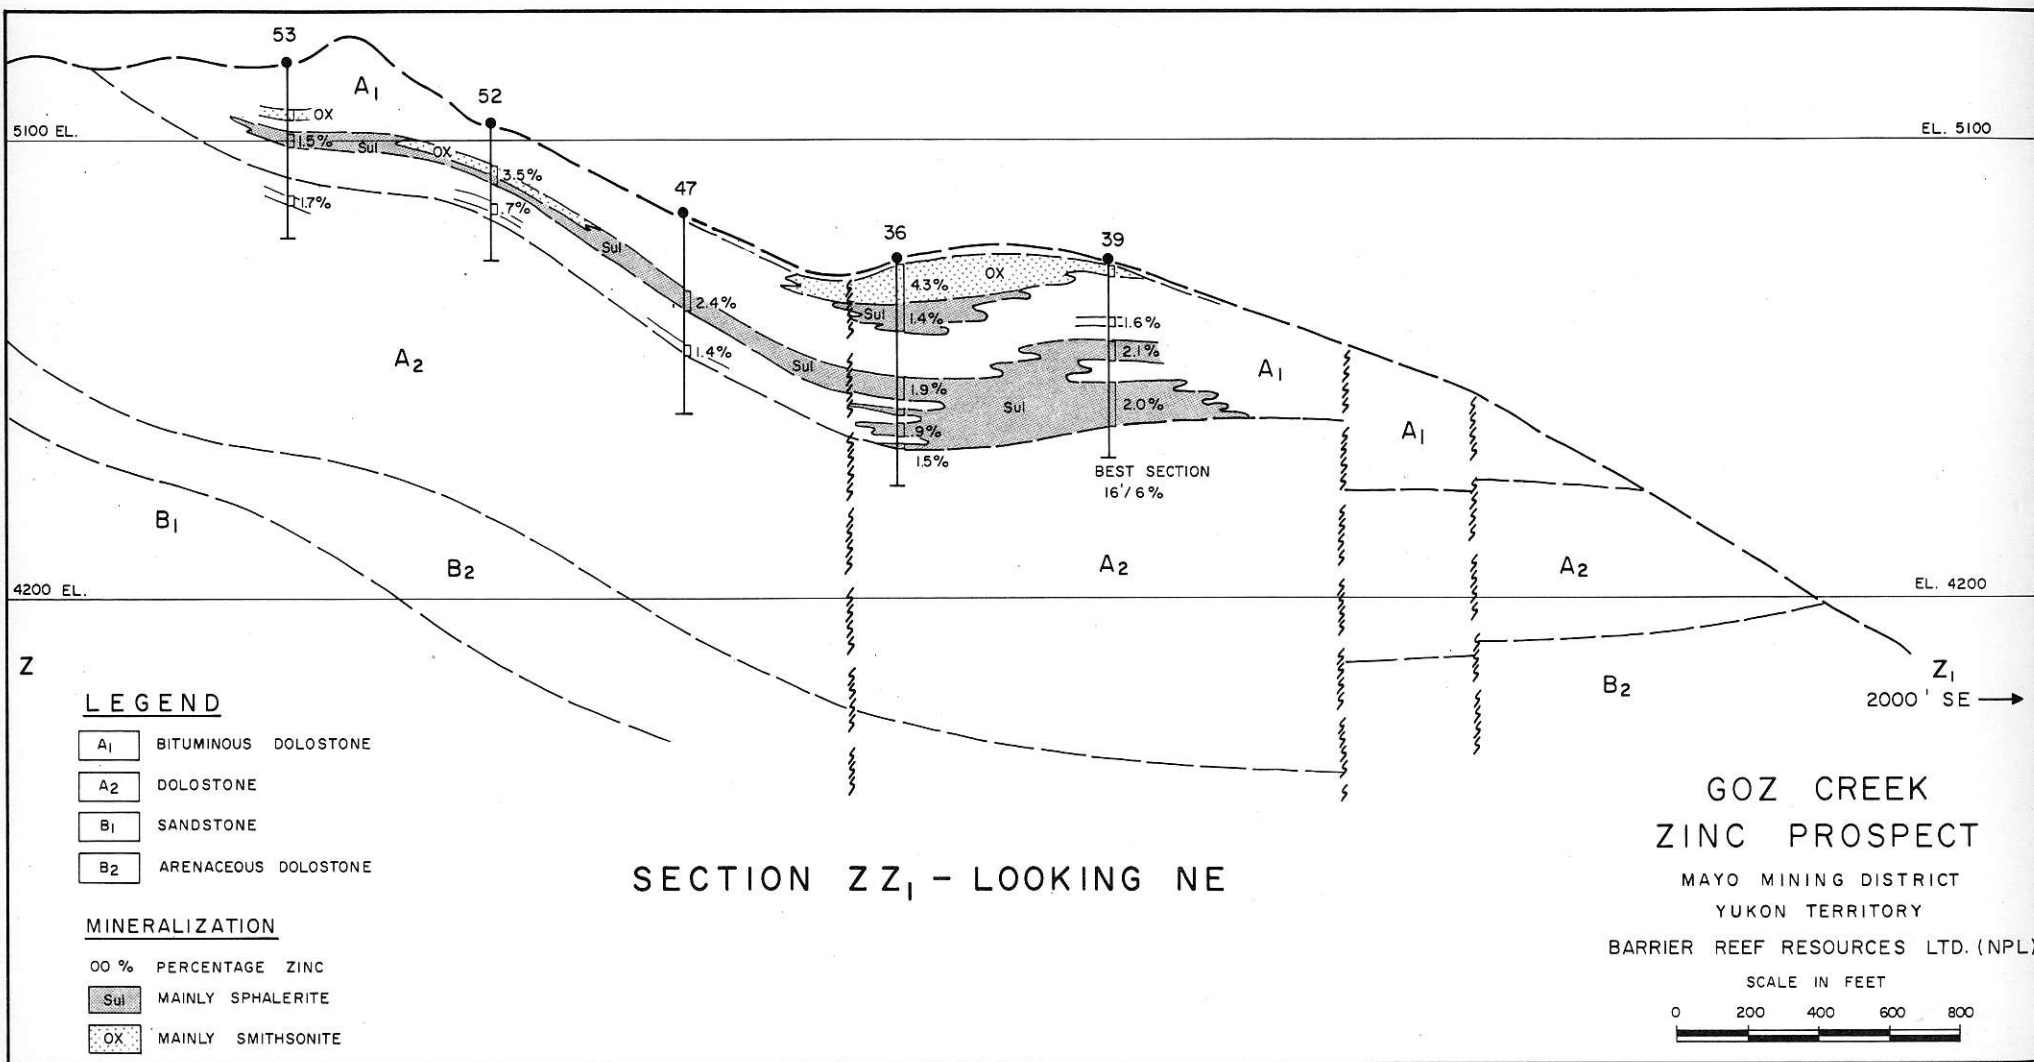 53
A1
52
OX
5100 EL.
EL. 5100
1.5%
Sul
OX
3.5%
1.7%
.7%
47
36
39
Sul
OX
4.3%
2.4%
Sul
1.4%
1.6%
1.4%
2.1%
A2
Sul
1.9%
A1
Sul
2.0%
.9%
A1
1.5%
BEST SECTION
16'/6%
B1
B2
A2
A2
4200 EL.
EL. 4200
Z
Z1
B2
2000' SE
LEGEND
A1 BITUMINOUS DOLOSTONE
A2 DOLOSTONE
B1 SANDSTONE
B2 ARENACEOUS DOLOSTONE
MINERALIZATION
00% PERCENTAGE ZINC
Sul MAINLY SPHALERITE
OX MAINLY SMITHSONITE
SECTION ZZ1 - LOOKING NE
GOZ CREEK
ZINC PROSPECT
MAYO MINING DISTRICT
YUKON TERRITORY
BARRIER REEF RESOURCES LTD. (NPL)
SCALE IN FEET
0 200 400 600 800